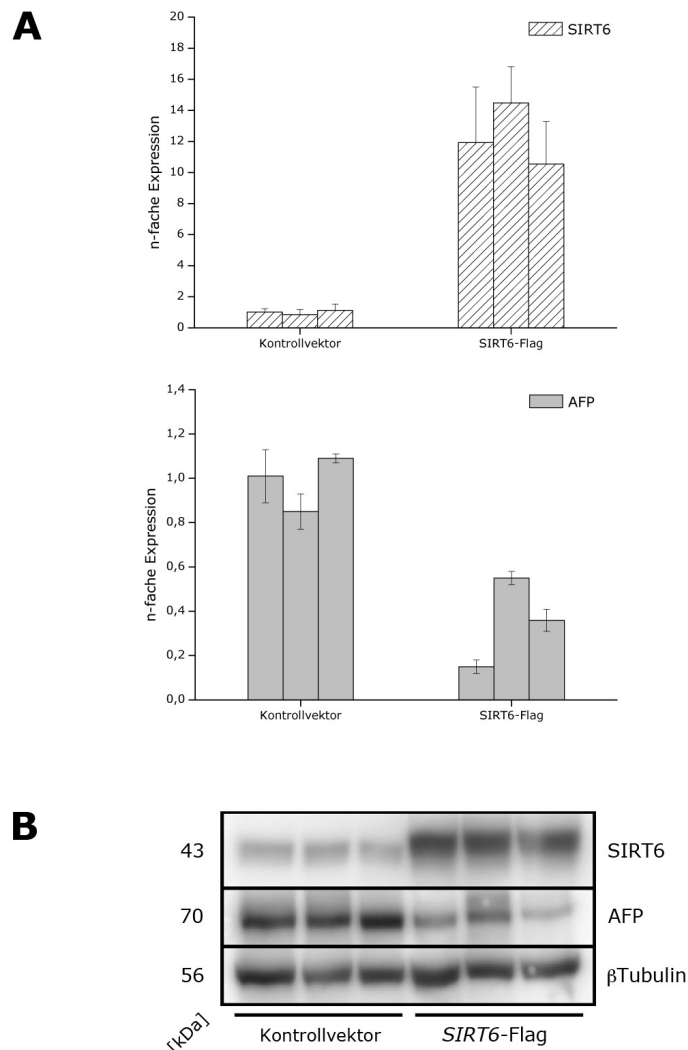 A
20
18
16
14
12
10
8
6
4
2
0
n-fache Expression
SIRT6
Kontrollvektor SIRT6-Flag
1,4
1,2
1,0
0,8
0,6
0,4
0,2
0,0
n-fache Expression
AFP
Kontrollvektor SIRT6-Flag
B
43 SIRT6
70 AFP
56 βTubulin
[kDa] Kontrollvektor SIRT6-Flag